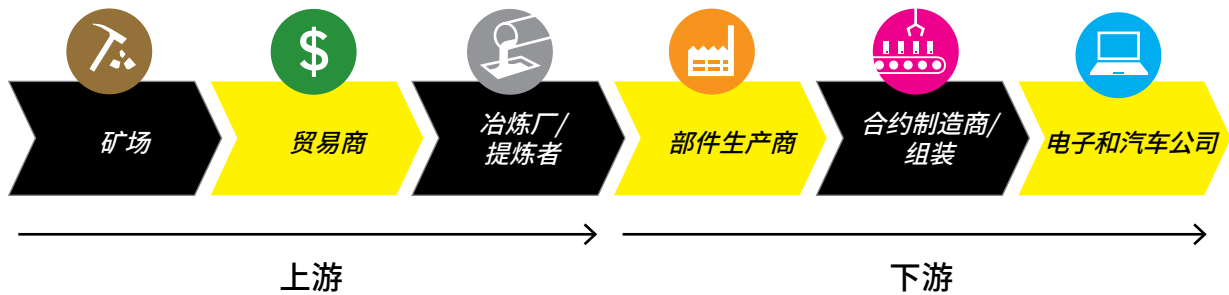 $
矿场
贸易商
冶炼厂/
提炼者
部件生产商
合约制造商/
组装
电子和汽车公司
上游
下游